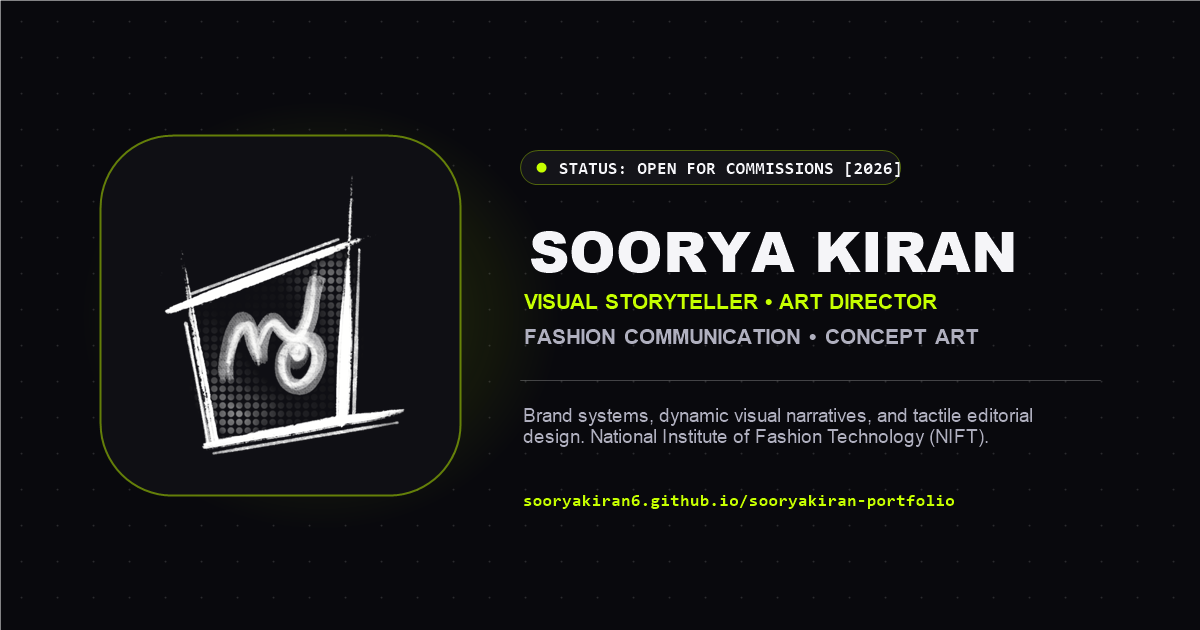 STATUS: OPEN FOR COMMISSIONS [2026]
SOORYA KIRAN
VISUAL STORYTELLER • ART DIRECTOR
FASHION COMMUNICATION • CONCEPT ART
Brand systems, dynamic visual narratives, and tactile editorial
design. National Institute of Fashion Technology (NIFT).
sooryakiran6.github.io/sooryakiran-portfolio